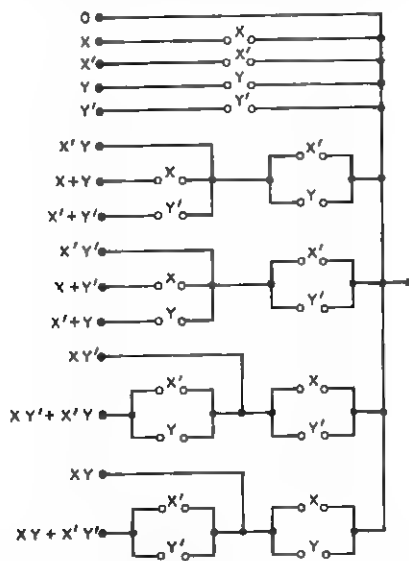 0
X X
X' X'
Y Y
Y' Y'
X'Y
X'
X+Y X
X'+Y' Y' Y
X'Y'
X'
X+Y' X
X'+Y Y Y'
XY'
X' X
XY'+X'Y
Y Y'
XY
X' X
XY+X'Y'
Y' Y